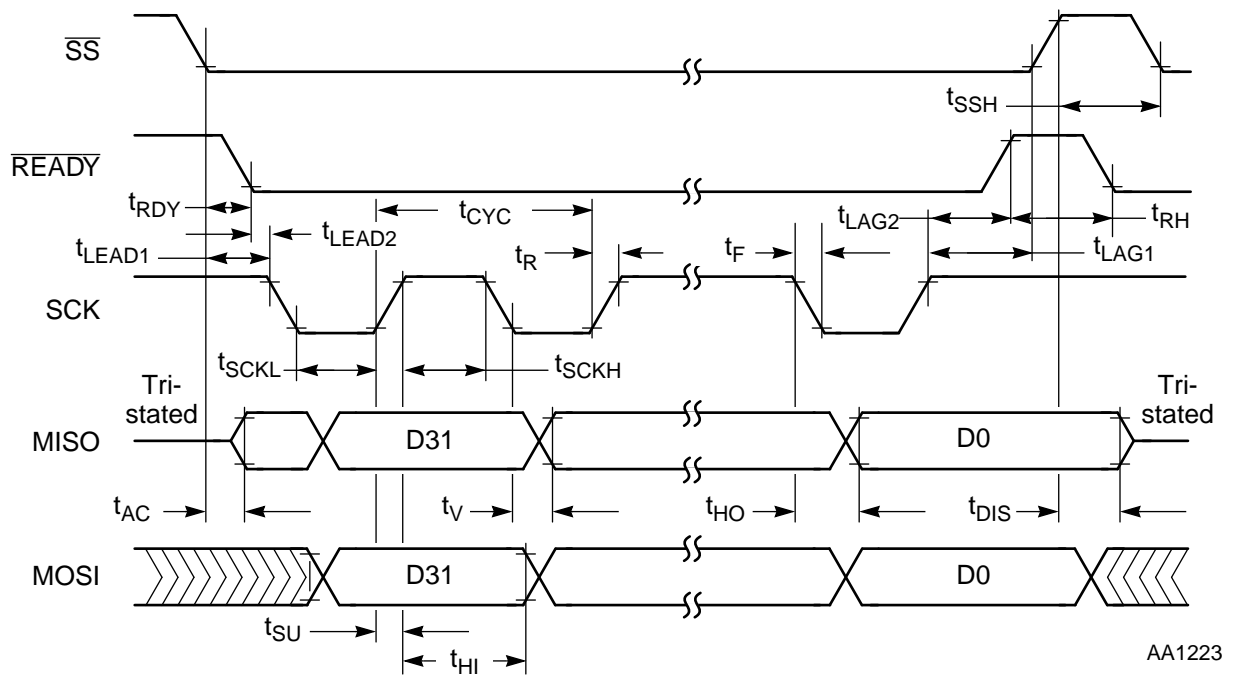 SS
tSSH
READY
tRDY
tCYC
tLAG2
tRH
tLEAD2
tLEAD1
tR
tF
tLAG1
SCK
tSCKL
tSCKH
Tri-
stated
Tri-
stated
MISO
D31
D0
tAC
tV
tHO
tDIS
MOSI
D31
D0
tSU
tHI
AA1223